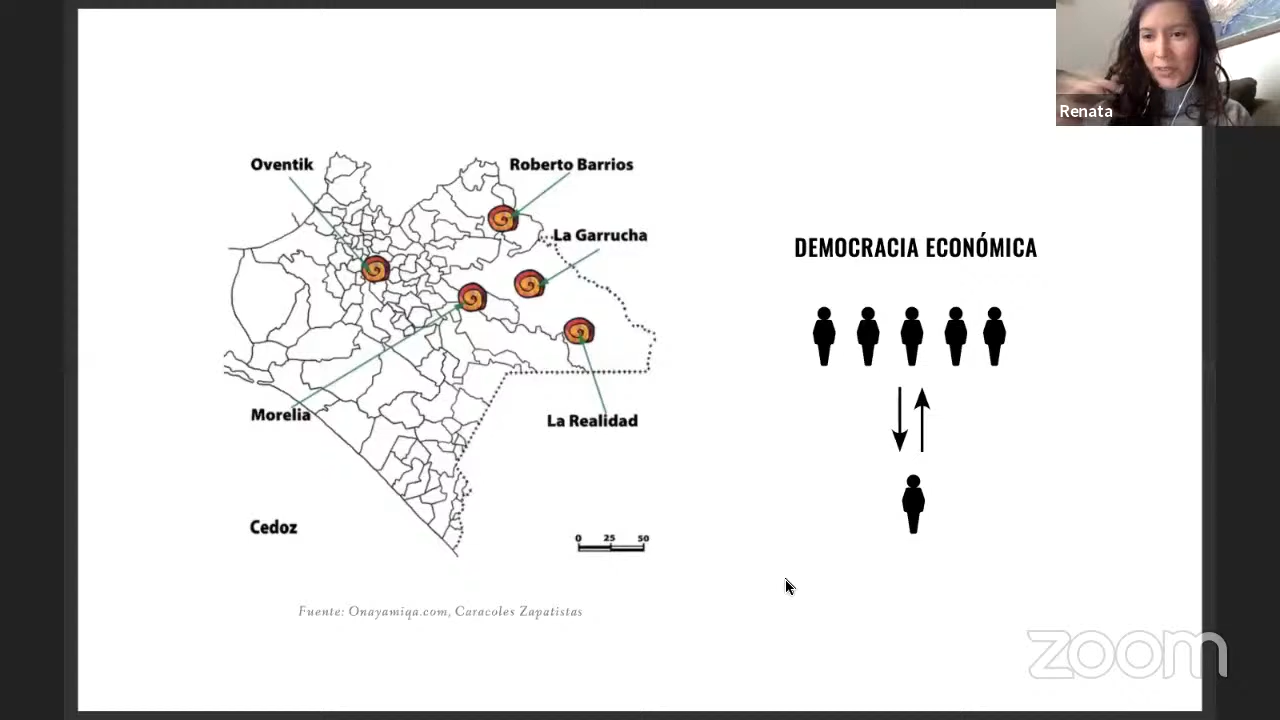 Renata
Oventik
Roberto Barrios
La Garrucha
DEMOCRACIA ECONÓMICA
Morelia
La Realidad
Cedoz
0 25 50
Fuente: Onayamiqa.com, Caracoles Zapatistas
zoom